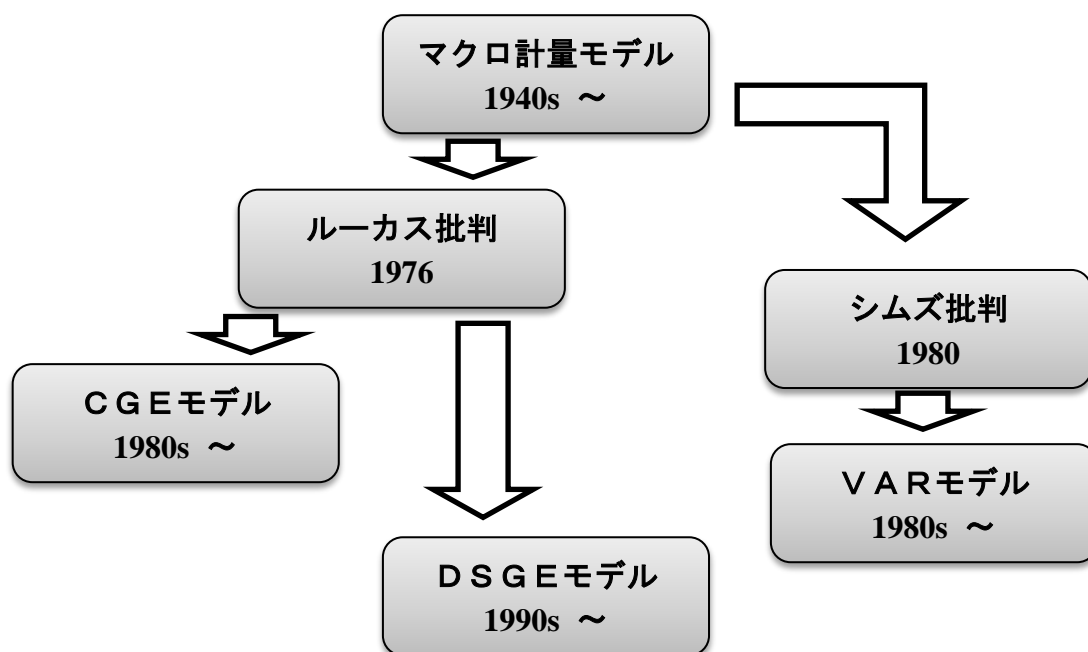 マクロ計量モデル
1940s ～
ルーカス批判
1976
シムズ批判
1980
ＣＧＥモデル
1980s ～
ＶＡＲモデル
1980s ～
ＤＳＧＥモデル
1990s ～